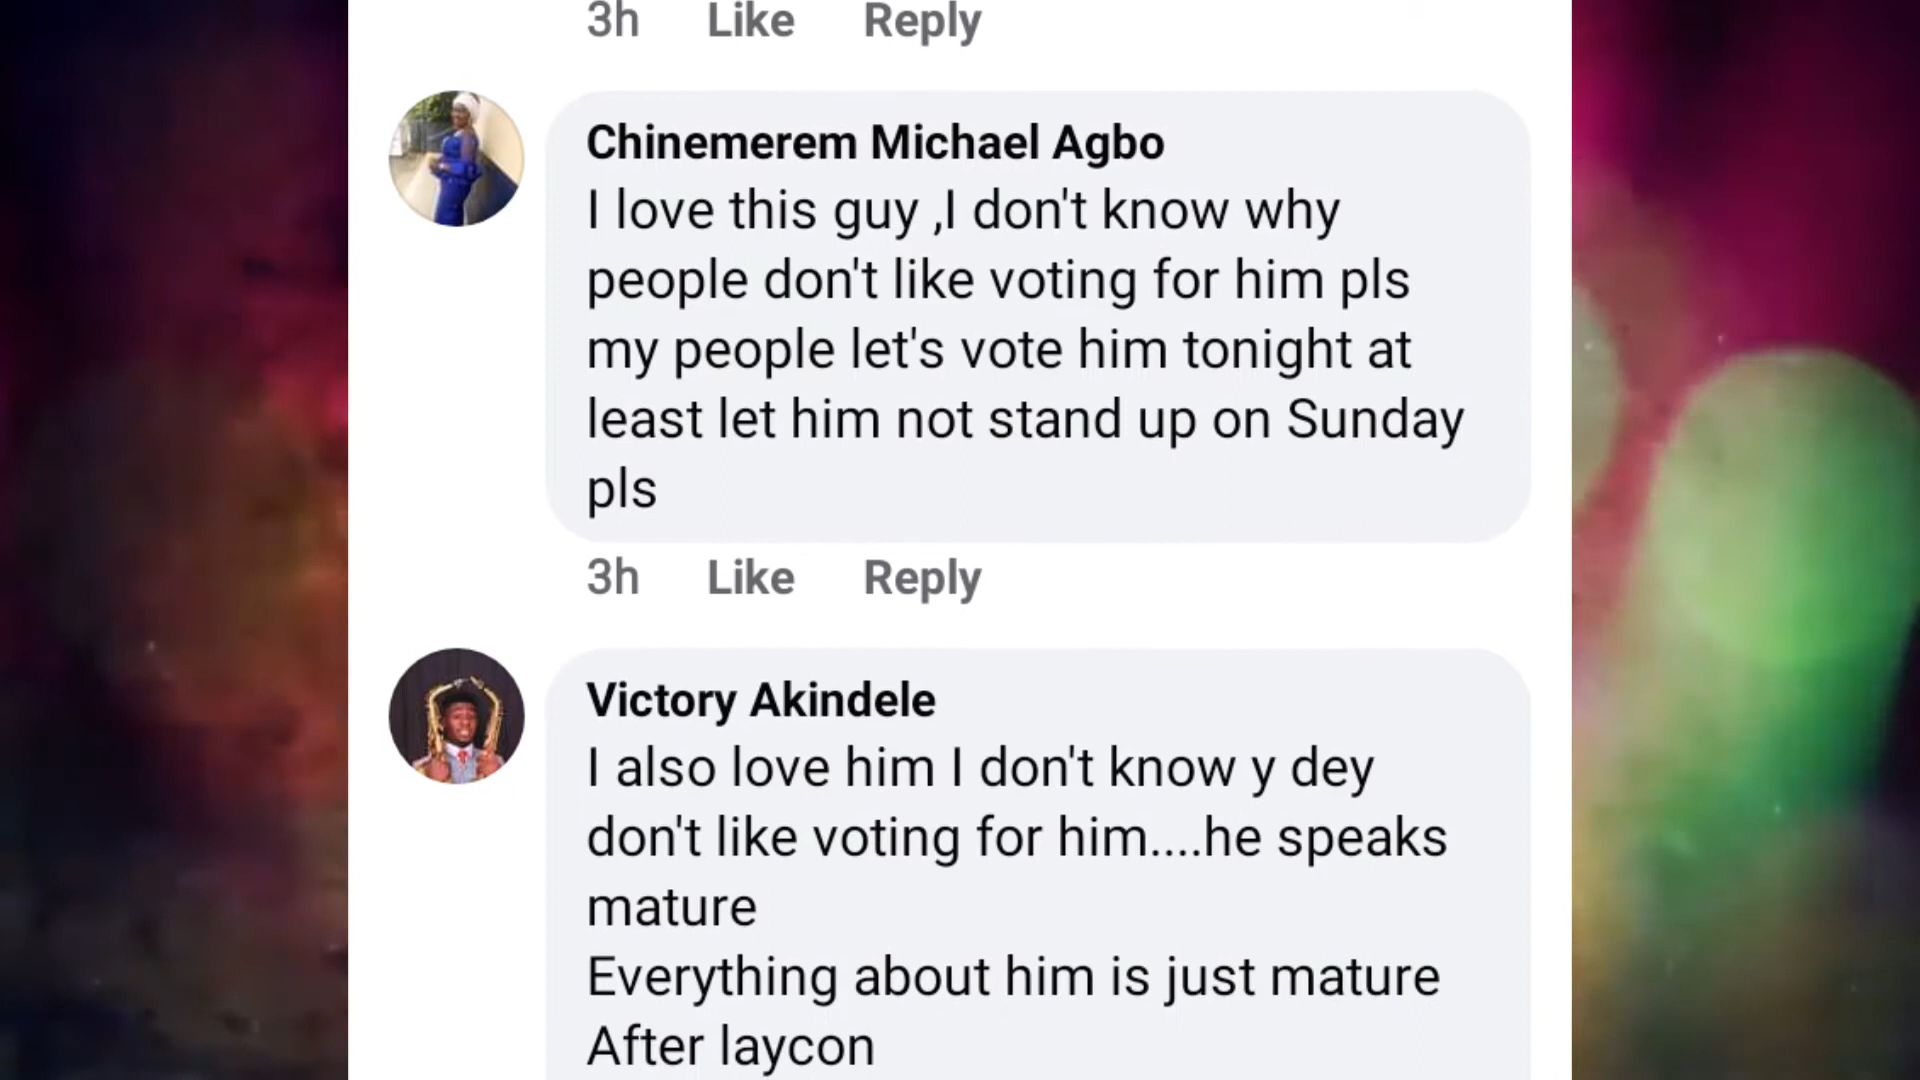 3h Like Reply
Chinemerem Michael Agbo
I love this guy ,I don't know why
people don't like voting for him pls
my people let's vote him tonight at
least let him not stand up on Sunday
pls
3h Like Reply
Victory Akindele
I also love him I don't know y dey
don't like voting for him....he speaks
mature
Everything about him is just mature
After laycon